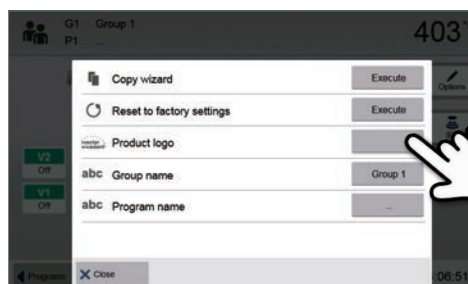 G1 Group 1
P1 ...
403
Copy wizard Execute
Options
Reset to factory settings Execute
Product logo
V2
Off
abc Group name Group 1
V1
Off
abc Program name ...
Programs
Close
:06:51